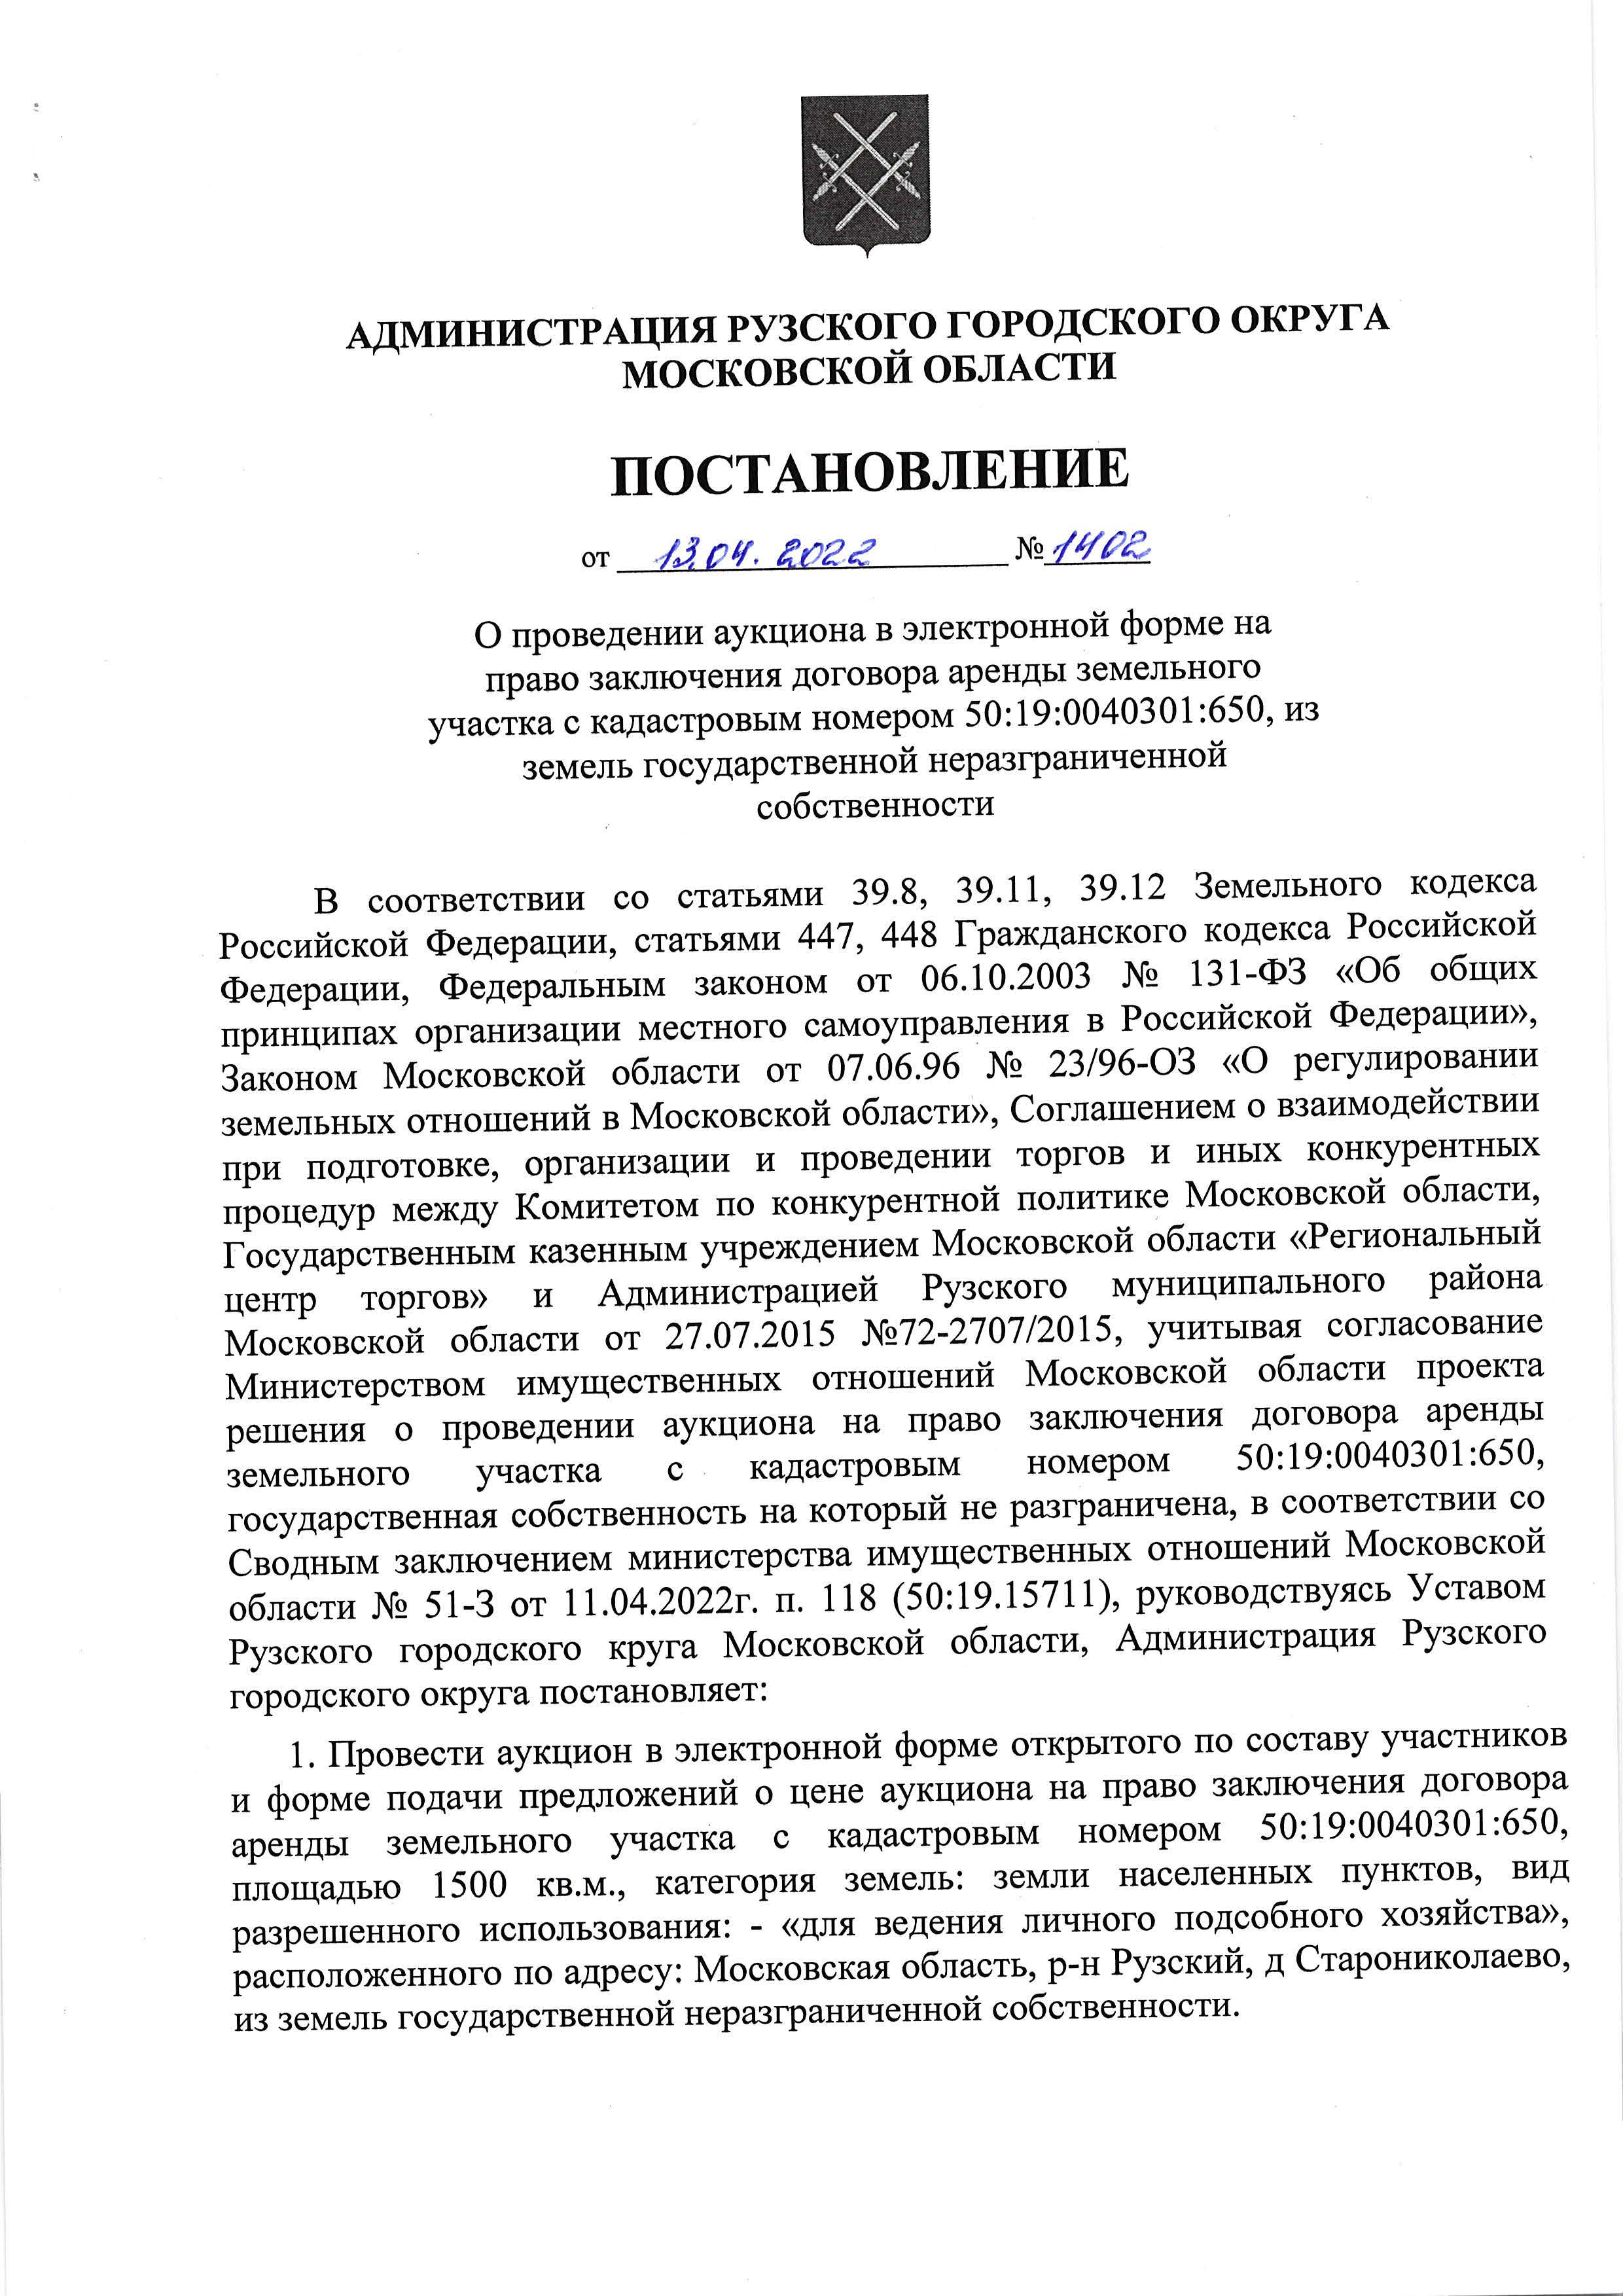 АДМИНИСТРАЦИЯ РУЗСКОГО ГОРОДСКОГО ОКРУГА
МОСКОВСКОЙ ОБЛАСТИ
ПОСТАНОВЛЕНИЕ
от 13.04.2022 № 1402
О проведении аукциона в электронной форме на
право заключения договора аренды земельного
участка с кадастровым номером 50:19:0040301:650, из
земель государственной неразграниченной
собственности
В соответствии со статьями 39.8, 39.11, 39.12 Земельного кодекса
Российской Федерации, статьями 447, 448 Гражданского кодекса Российской
Федерации, Федеральным законом от 06.10.2003 № 131-ФЗ «Об общих
принципах организации местного самоуправления в Российской Федерации»,
Законом Московской области от 07.06.96 № 23/96-ОЗ «О регулировании
земельных отношений в Московской области», Соглашением о взаимодействии
при подготовке, организации и проведении торгов и иных конкурентных
процедур между Комитетом по конкурентной политике Московской области,
Государственным казенным учреждением Московской области «Региональный
центр торгов» и Администрацией Рузского муниципального района
Московской области от 27.07.2015 №72-2707/2015, учитывая согласование
Министерством имущественных отношений Московской области проекта
решения о проведении аукциона на право заключения договора аренды
земельного участка с кадастровым номером 50:19:0040301:650,
государственная собственность на который не разграничена, в соответствии со
Сводным заключением министерства имущественных отношений Московской
области № 51-З от 11.04.2022г. п. 118 (50:19.15711), руководствуясь Уставом
Рузского городского круга Московской области, Администрация Рузского
городского округа постановляет:
1. Провести аукцион в электронной форме открытого по составу участников
и форме подачи предложений о цене аукциона на право заключения договора
аренды земельного участка с кадастровым номером 50:19:0040301:650,
площадью 1500 кв.м., категория земель: земли населенных пунктов, вид
разрешенного использования: - «для ведения личного подсобного хозяйства»,
расположенного по адресу: Московская область, р-н Рузский, д Старониколаево,
из земель государственной неразграниченной собственности.